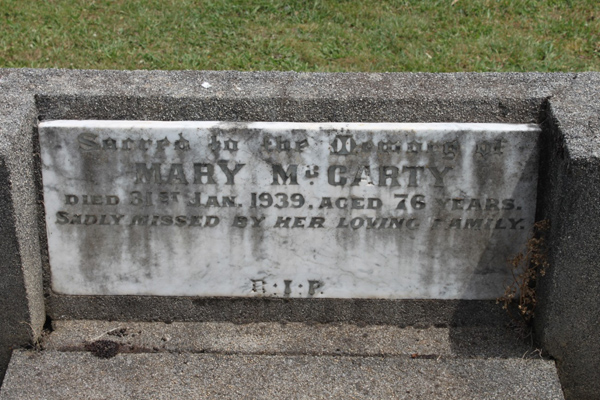 Sacred to the Memory of
MARY McCARTY
DIED 31ST JAN. 1939. AGED 76 YEARS.
SADLY MISSED BY HER LOVING FAMILY.
R·I·P.